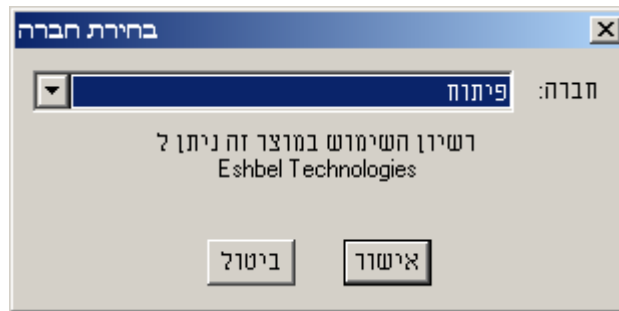 בחירת חברה
חברה: פיתוח
רשיון השימוש במוצר זה ניתן ל
Eshbel Technologies
אישור ביטול